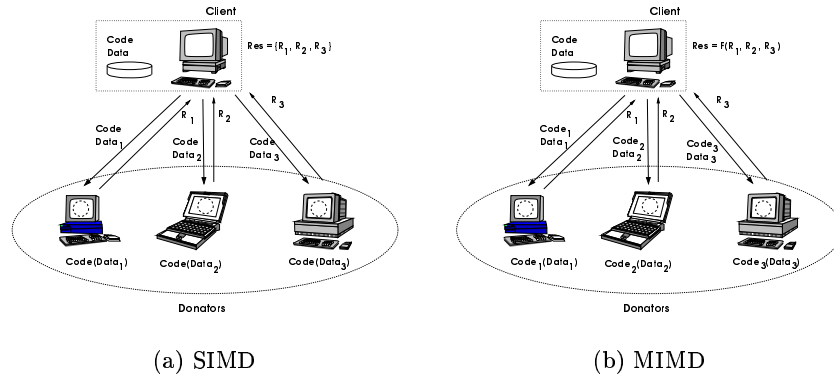 Client
Code
Data
Res = {R1, R2, R3}
R1
R2
R3
Code
Data1
Code
Data2
Code
Data3
Code(Data1)
Code(Data2)
Code(Data3)
Donators
(a) SIMD
Client
Code
Data
Res = F(R1, R2, R3)
R1
R2
R3
Code1
Data1
Code2
Data2
Code3
Data3
Code1(Data1)
Code2(Data2)
Code3(Data3)
Donators
(b) MIMD